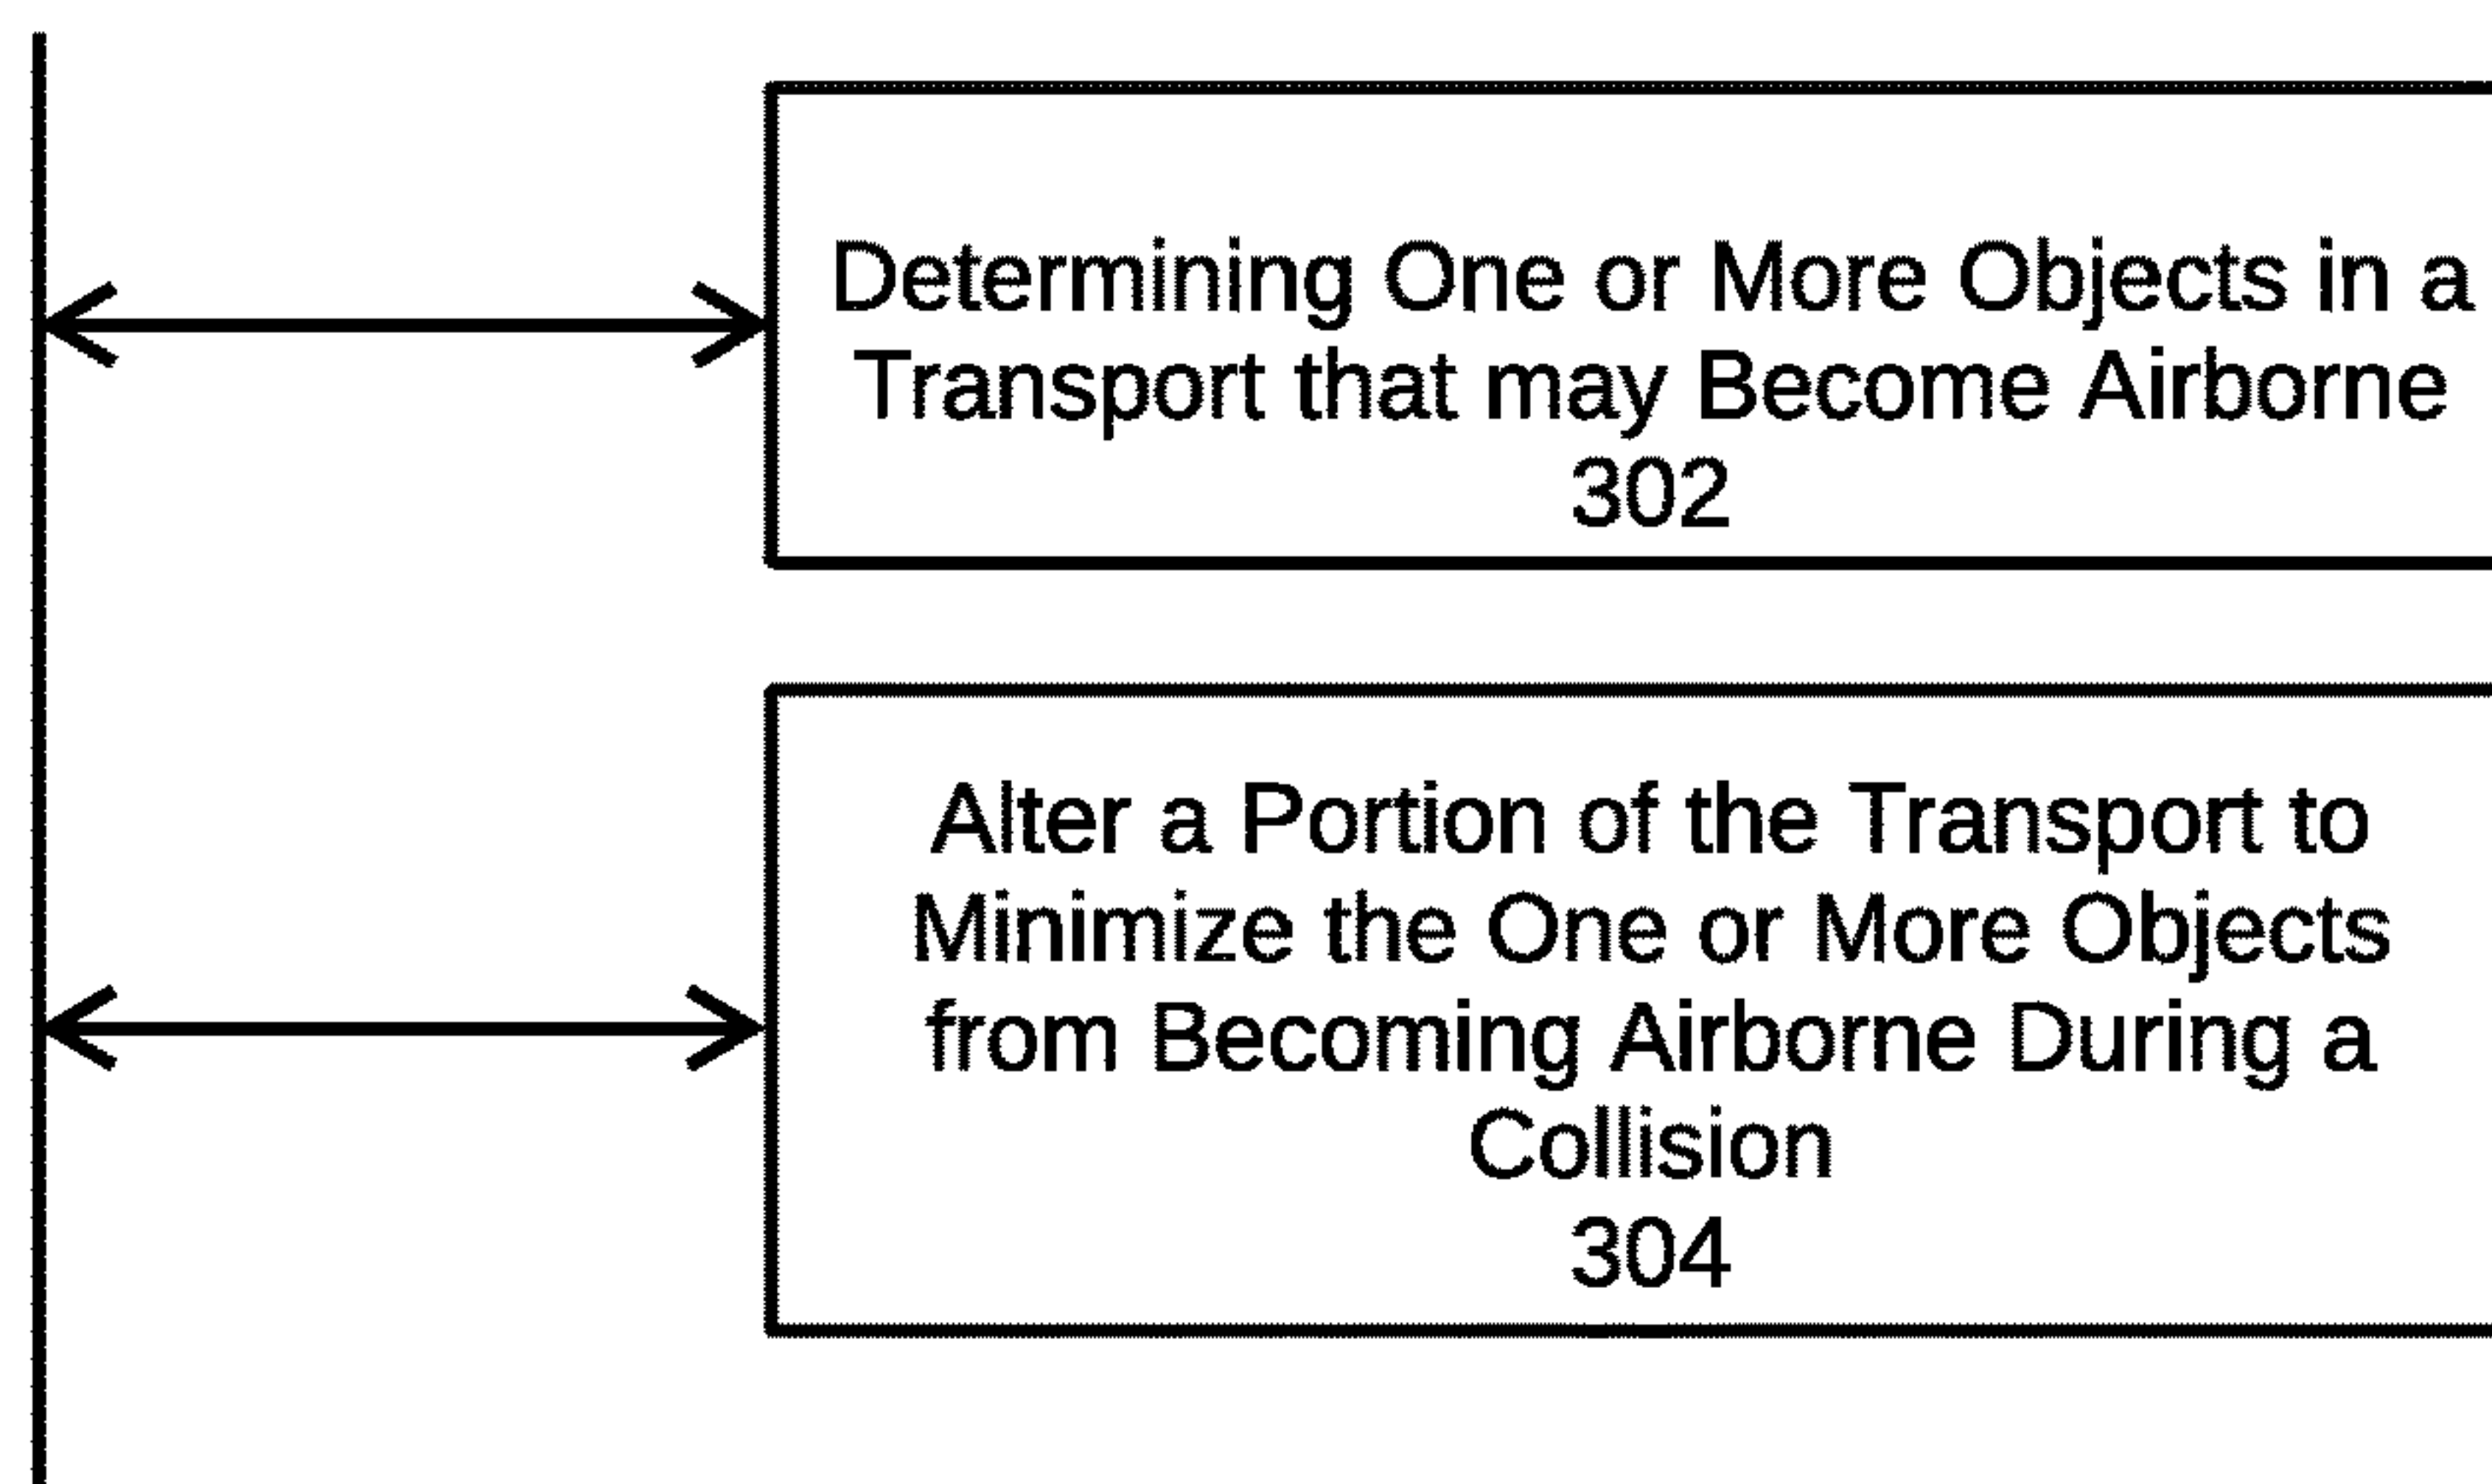 Determining One or More Objects in a
Transport that may Become Airborne
302
Alter a Portion of the Transport to
Minimize the One or More Objects
from Becoming Airborne During a
Collision
304